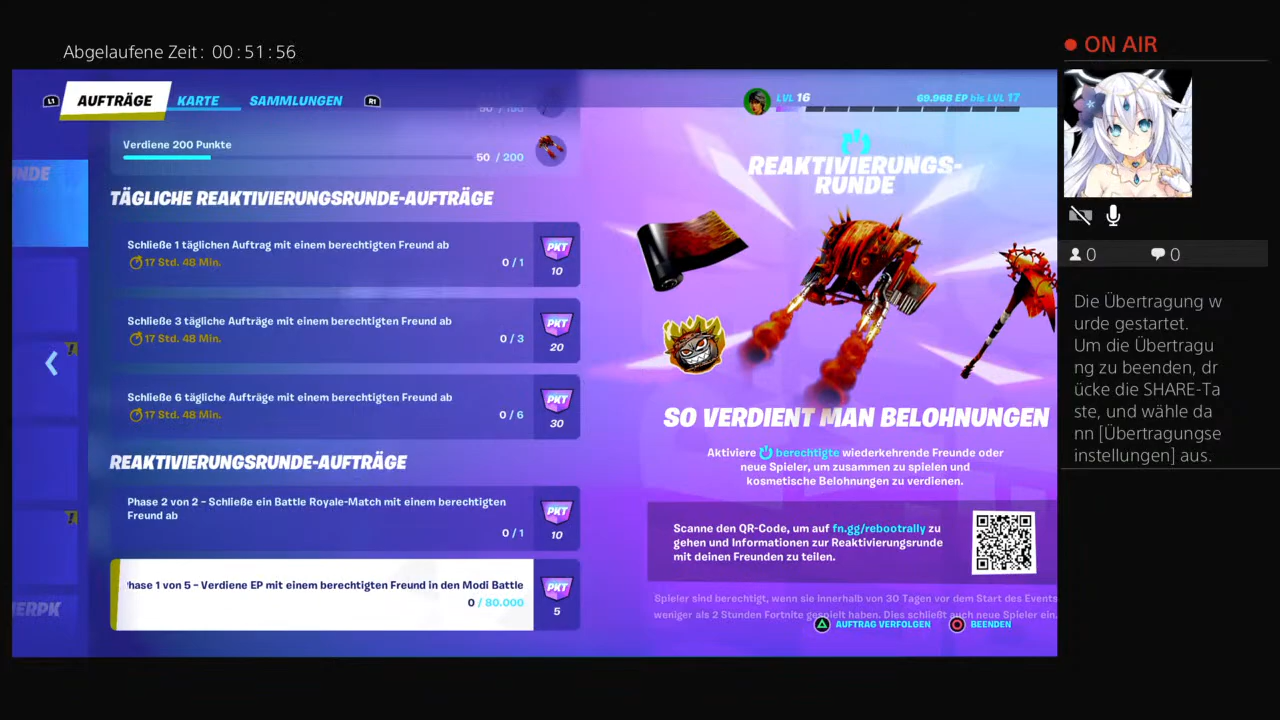 Abgelaufene Zeit: 00:51:56
ON AIR
L1 AUFTRÄGE KARTE SAMMLUNGEN R1
LVL 16
69.968 EP bis LVL 17
Verdiene 200 Punkte
50 / 200
TÄGLICHE REAKTIVIERUNGSRUNDE-AUFTRÄGE
Schließe 1 täglichen Auftrag mit einem berechtigten Freund ab
17 Std. 48 Min.
0 / 1
PKT
10
Schließe 3 tägliche Aufträge mit einem berechtigten Freund ab
17 Std. 48 Min.
0 / 3
PKT
20
Schließe 6 tägliche Aufträge mit einem berechtigten Freund ab
17 Std. 48 Min.
0 / 6
PKT
30
REAKTIVIERUNGSRUNDE-AUFTRÄGE
Phase 2 von 2 – Schließe ein Battle Royale-Match mit einem berechtigten
Freund ab
0 / 1
PKT
10
hase 1 von 5 – Verdiene EP mit einem berechtigten Freund in den Modi Battle
0 / 80.000
PKT
5
REAKTIVIERUNGS-
RUNDE
SO VERDIENT MAN BELOHNUNGEN
Aktiviere berechtigte wiederkehrende Freunde oder
neue Spieler, um zusammen zu spielen und
kosmetische Belohnungen zu verdienen.
Scanne den QR-Code, um auf fn.gg/rebootrally zu
gehen und Informationen zur Reaktivierungsrunde
mit deinen Freunden zu teilen.
Spieler sind berechtigt, wenn sie innerhalb von 30 Tagen vor dem Start des Events
weniger als 2 Stunden Fortnite gespielt haben. Dies schließt auch neue Spieler ein.
AUFTRAG VERFOLGEN
BEENDEN
0
0
Die Übertragung w
urde gestartet.
Um die Übertragu
ng zu beenden, dr
ücke die SHARE-Ta
ste, und wähle da
nn [Übertragungse
instellungen] aus.